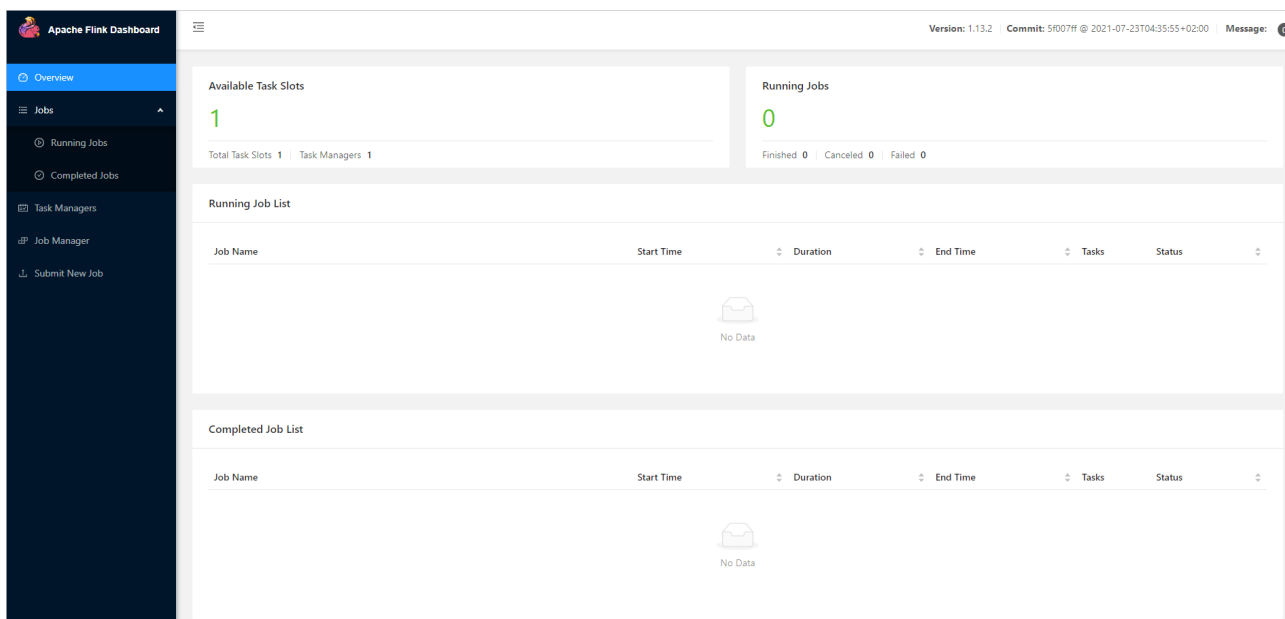 Apache Flink Dashboard
Version: 1.13.2 Commit: 5f007ff @ 2021-07-23T04:35:55+02:00 Message: 0
Overview
Jobs
Running Jobs
Completed Jobs
Task Managers
Job Manager
Submit New Job
Available Task Slots
1
Total Task Slots 1 Task Managers 1
Running Jobs
0
Finished 0 Canceled 0 Failed 0
Running Job List
Job Name Start Time Duration End Time Tasks Status
No Data
Completed Job List
Job Name Start Time Duration End Time Tasks Status
No Data